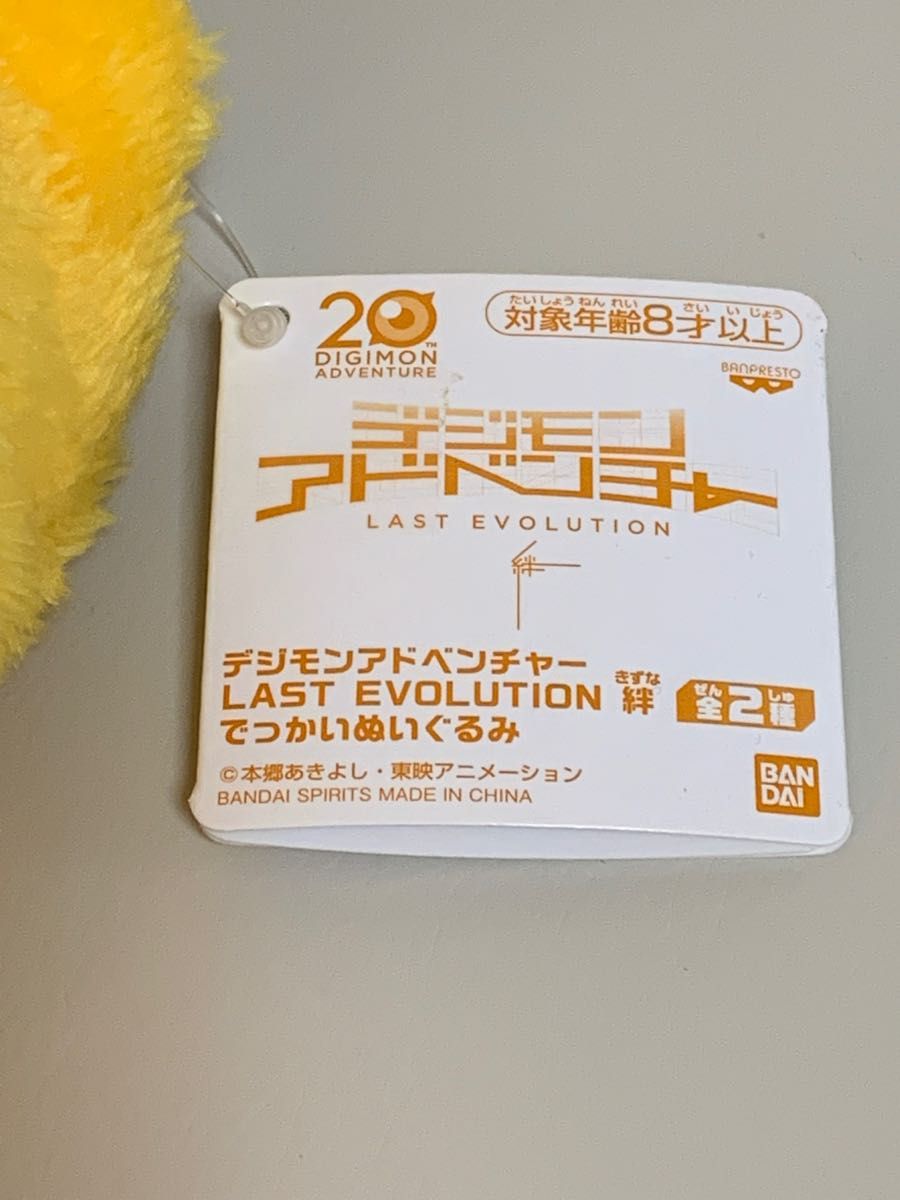 20
DIGIMON
ADVENTURE™
たいしょうねんれい さいいじょう
対象年齢8才以上
BANPRESTO
デジモン
アドベンチャー
LAST EVOLUTION
絆
デジモンアドベンチャー
LAST EVOLUTION 絆
きずな
でっかいぬいぐるみ
ぜん しゅ
全2種
©本郷あきよし・東映アニメーション
BANDAI SPIRITS MADE IN CHINA
BAN
DAI